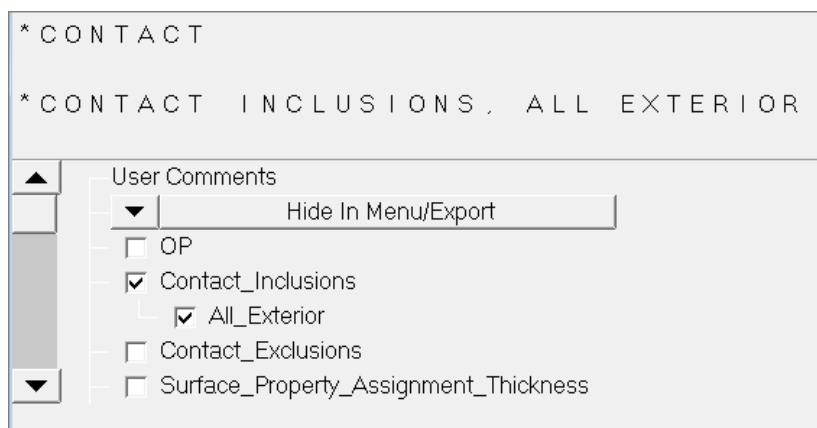 *CONTACT
*CONTACT INCLUSIONS, ALL EXTERIOR
User Comments
Hide In Menu/Export
OP
Contact_Inclusions
All_Exterior
Contact_Exclusions
Surface_Property_Assignment_Thickness